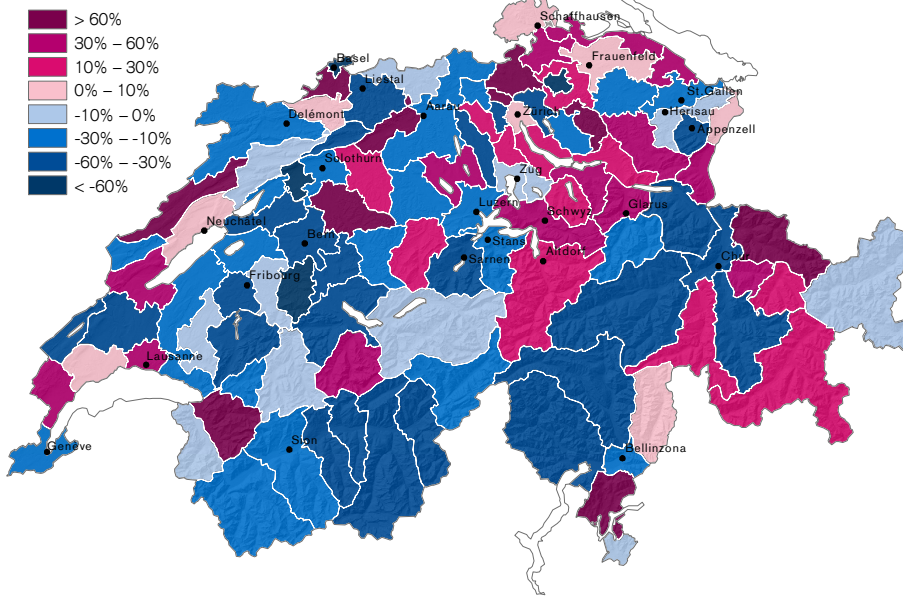 > 60%
30% – 60%
10% – 30%
0% – 10%
-10% – 0%
-30% – -10%
-60% – -30%
< -60%
Schaffhausen
Basel
Frauenfeld
Liestal
St.Gallen
Aarau
Zürich
Herisau
Delémont
Appenzell
Solothurn
Zug
Luzern
Glarus
Neuchâtel
Schwyz
Bern
Stans
Altdorf
Sarnen
Chur
Fribourg
Lausanne
Sion
Genève
Bellinzona